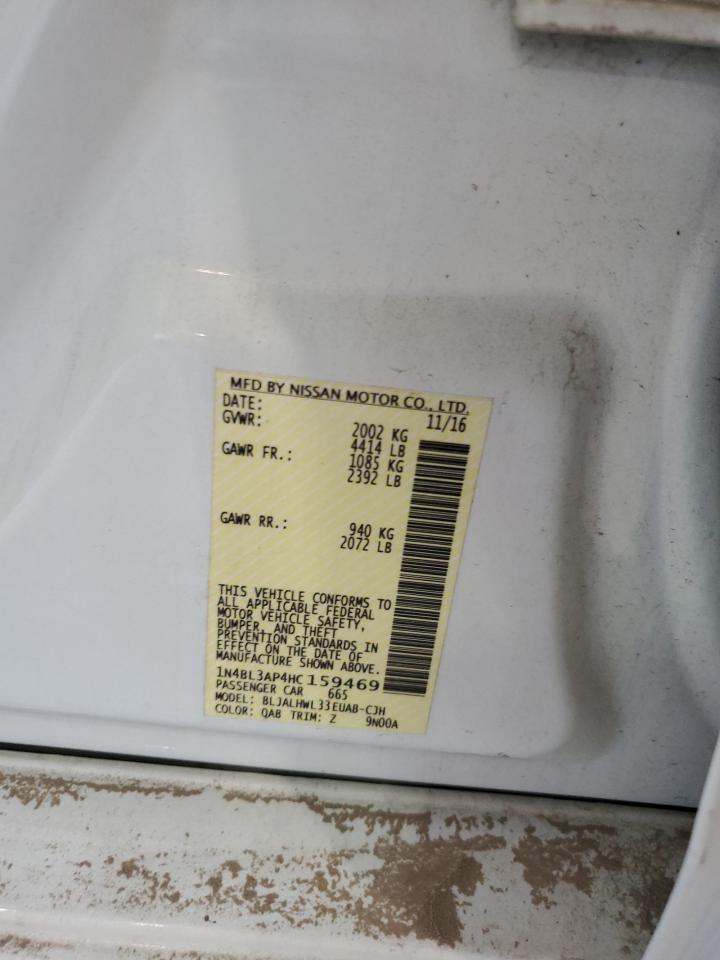 MFD BY NISSAN MOTOR CO., LTD.
DATE: 11/16
GVWR: 2002 KG
4414 LB
GAWR FR.: 1085 KG
2392 LB
GAWR RR.: 940 KG
2072 LB
THIS VEHICLE CONFORMS TO
ALL APPLICABLE FEDERAL
MOTOR VEHICLE SAFETY,
BUMPER, AND THEFT
PREVENTION STANDARDS IN
EFFECT ON THE DATE OF
MANUFACTURE SHOWN ABOVE.
1N4BL3AP4HC159469
PASSENGER CAR 665
MODEL: BLJALHWL33EUAB-CJH
COLOR: QAB TRIM: Z 9N00A